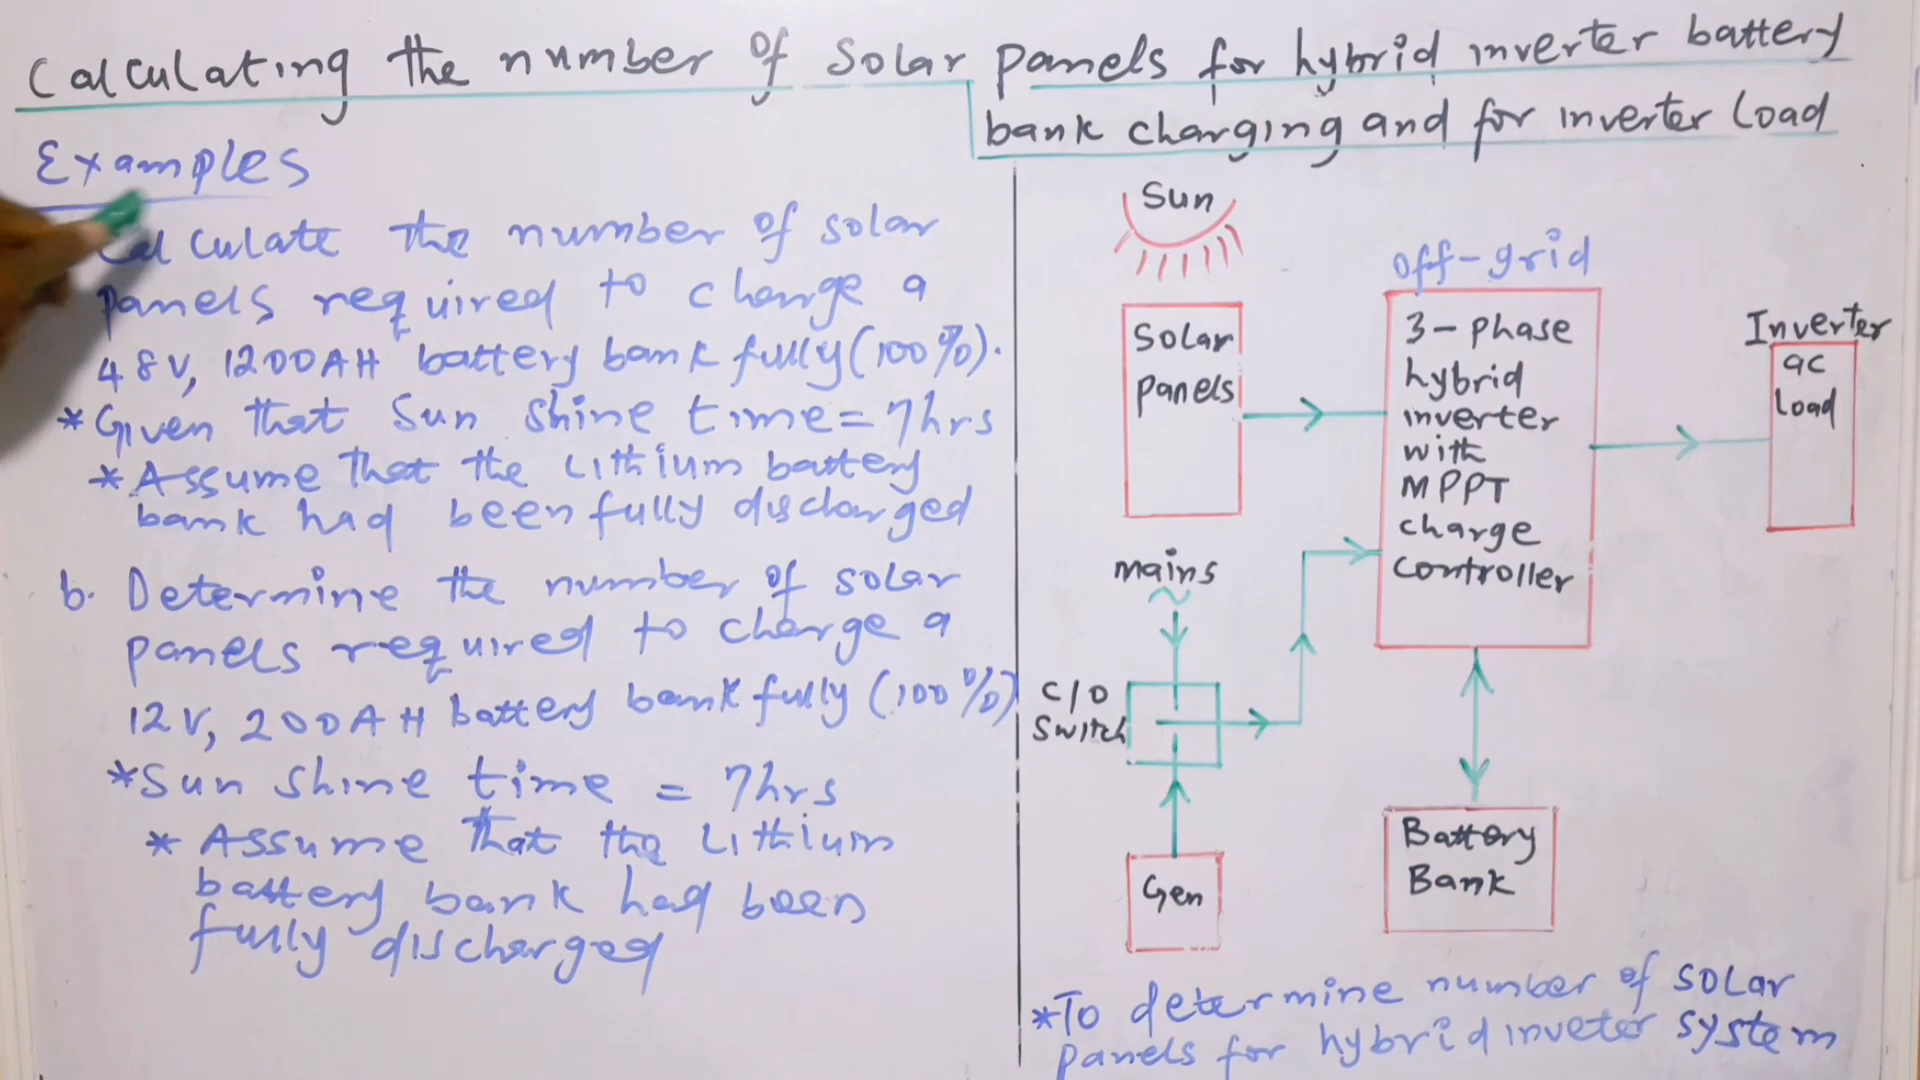 Calculating the number of solar panels for hybrid inverter battery
bank charging and for inverter load
Examples
Calculate the number of solar
panels required to charge a
48V, 1200AH battery bank fully (100%).
*Given that Sun shine time = 7hrs
*Assume that the Lithium battery
bank had been fully discharged
b. Determine the number of solar
panels required to charge a
12V, 200AH battery bank fully (100%)
*Sun shine time = 7hrs
*Assume that the Lithium
battery bank had been
fully discharged
Sun
Solar
panels
off-grid
3-phase
hybrid
inverter
with
MPPT
charge
controller
Inverter
ac
load
mains
~
C/O
Switch
Gen
Battery
Bank
*To determine number of solar
panels for hybrid inveter system